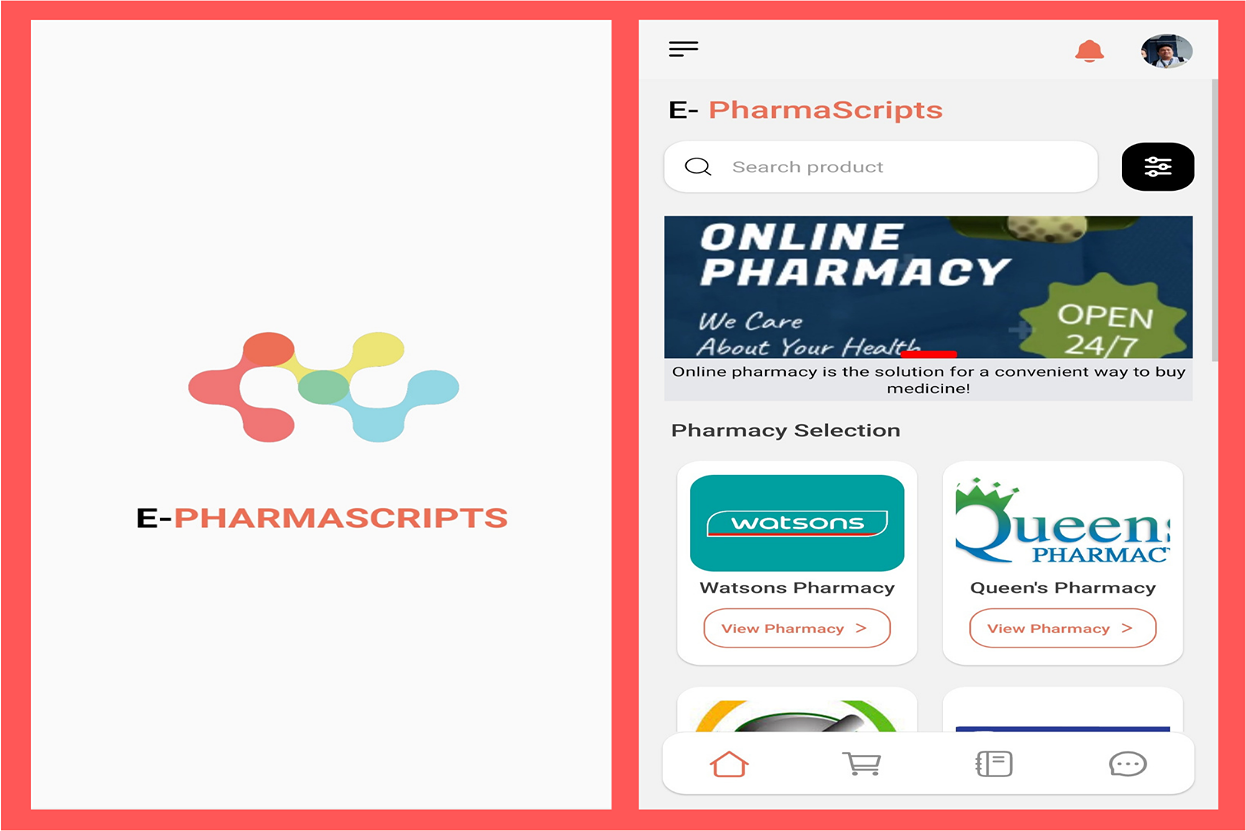 E-PHARMASCRIPTS
E- PharmaScripts
Search product
ONLINE
PHARMACY
We Care
About Your Health
OPEN
24/7
Online pharmacy is the solution for a convenient way to buy
medicine!
Pharmacy Selection
watsons
Watsons Pharmacy
View Pharmacy >
Queens
PHARMAC
Queen's Pharmacy
View Pharmacy >